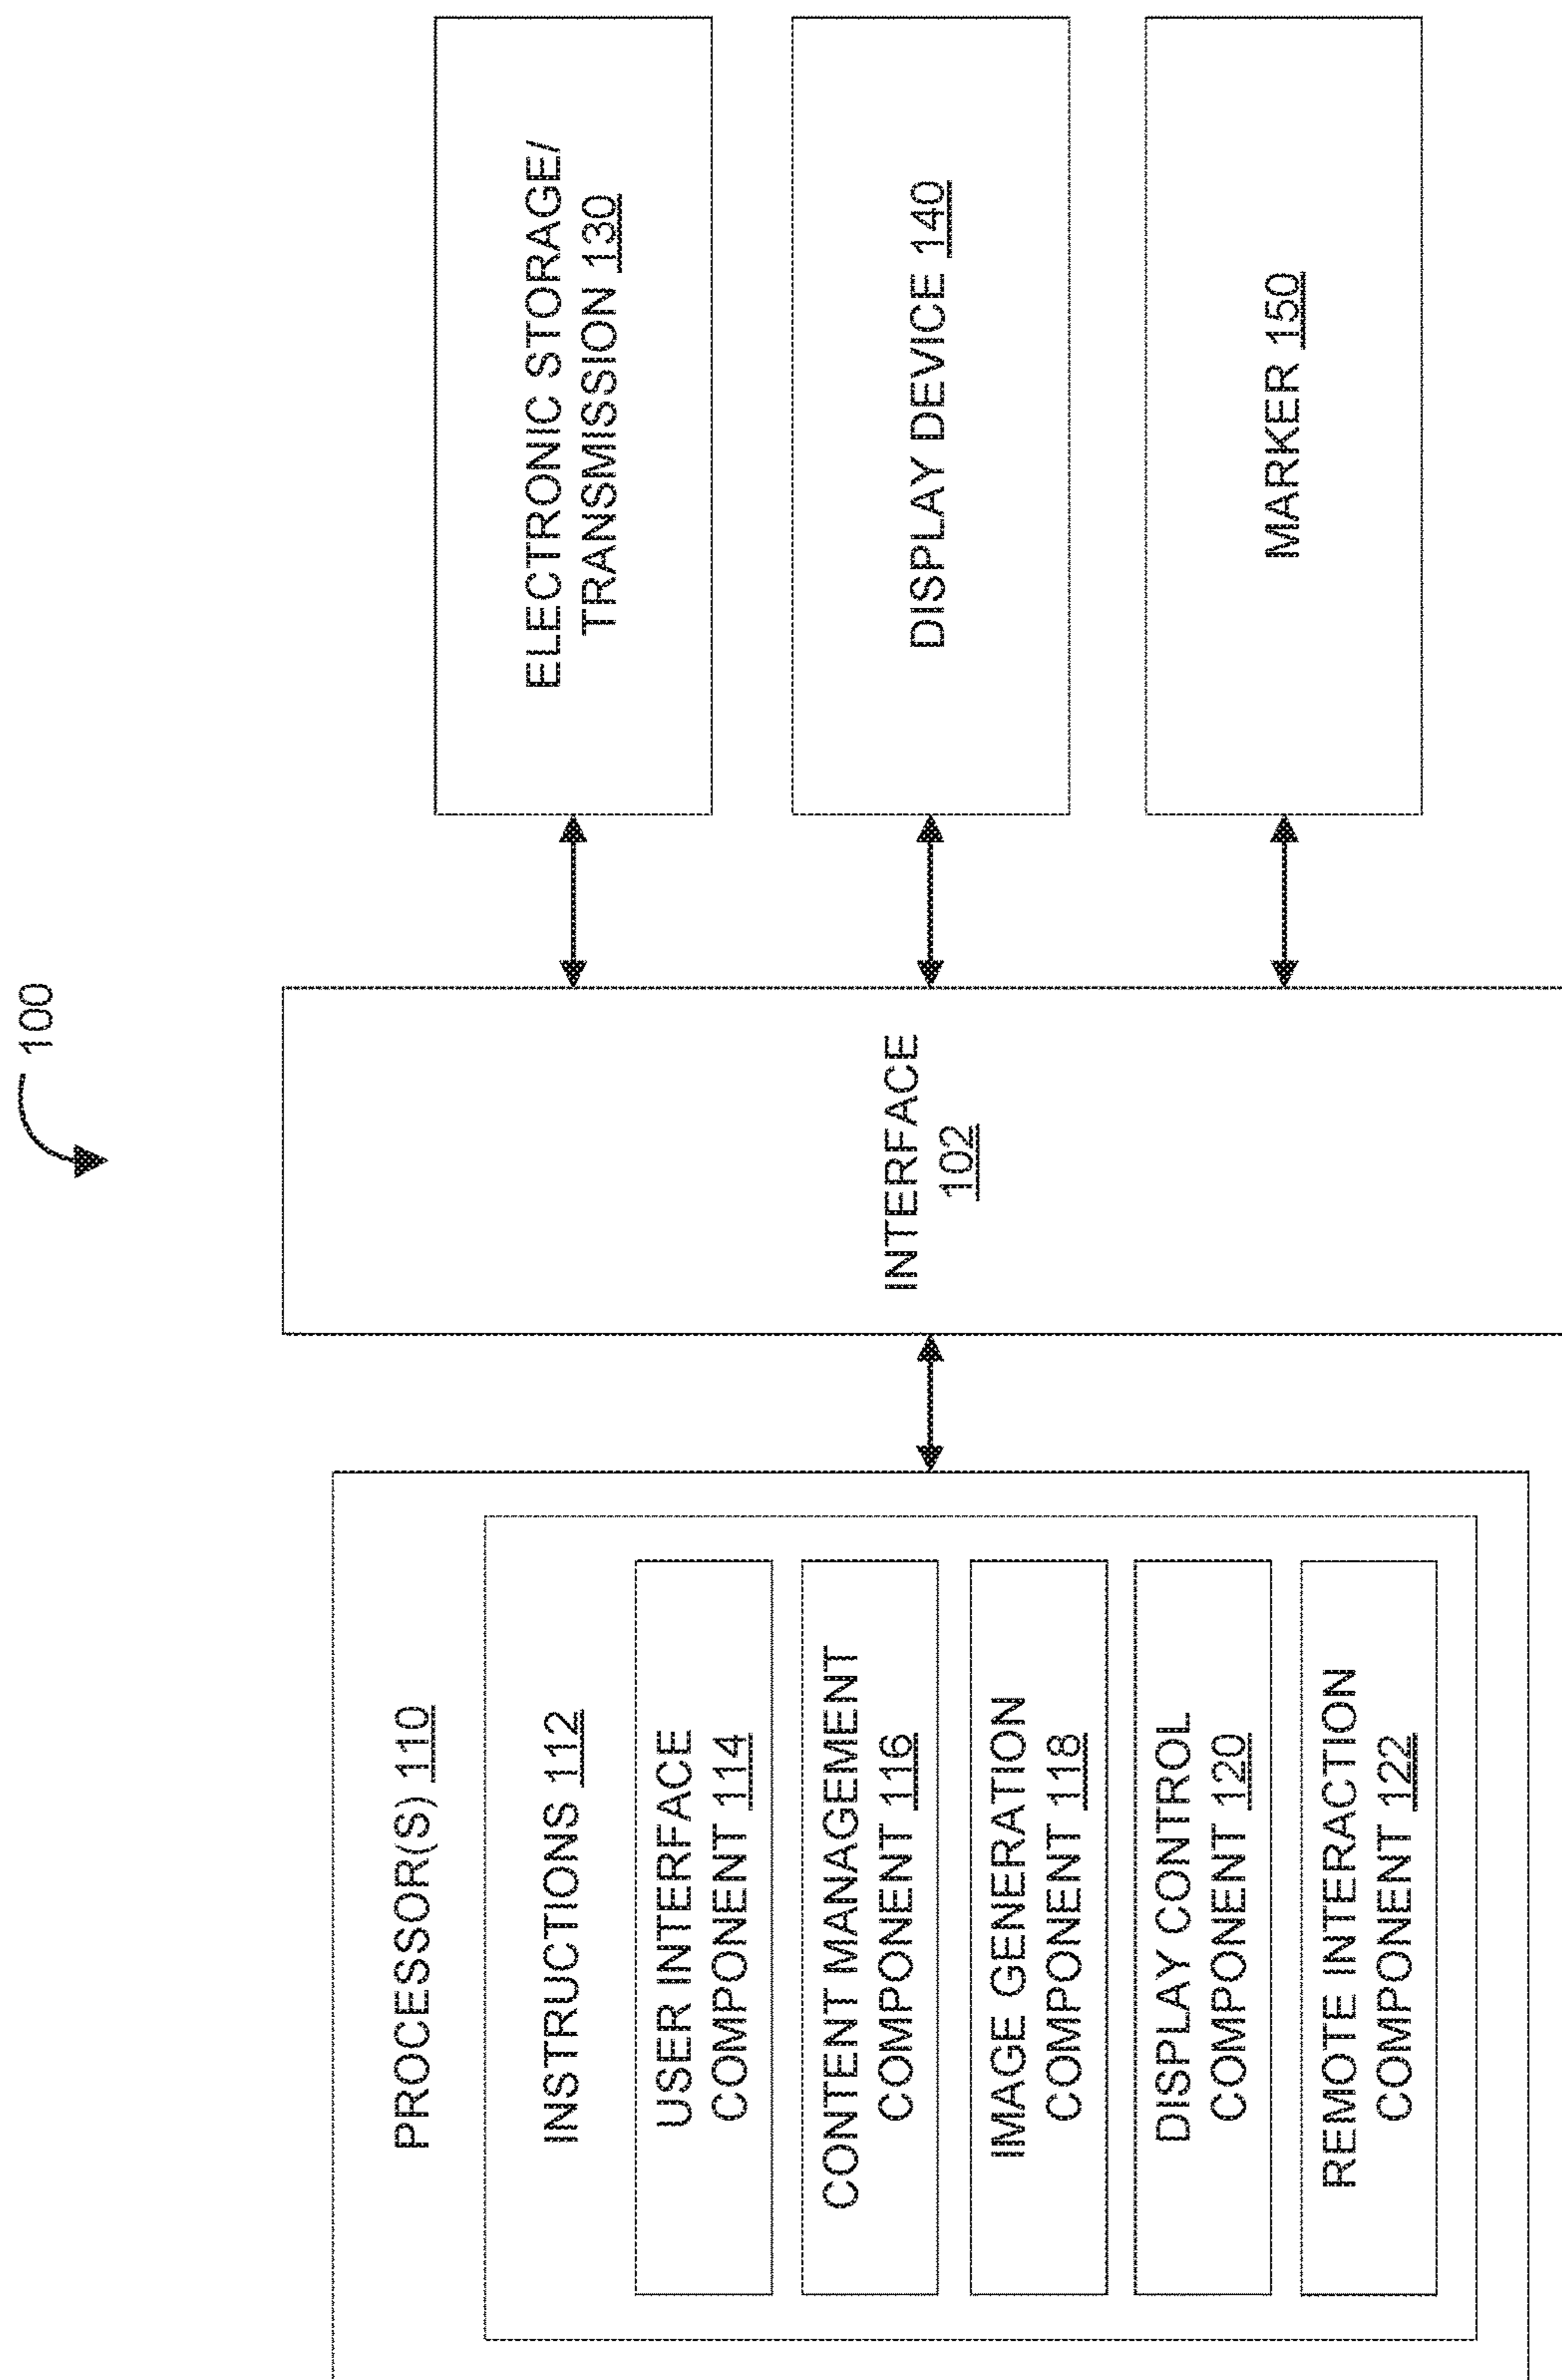 100
PROCESSOR(S) 110
INSTRUCTIONS 112
USER INTERFACE
COMPONENT 114
CONTENT MANAGEMENT
COMPONENT 116
IMAGE GENERATION
COMPONENT 118
DISPLAY CONTROL
COMPONENT 120
REMOTE INTERACTION
COMPONENT 122
INTERFACE
102
ELECTRONIC STORAGE/
TRANSMISSION 130
DISPLAY DEVICE 140
MARKER 150